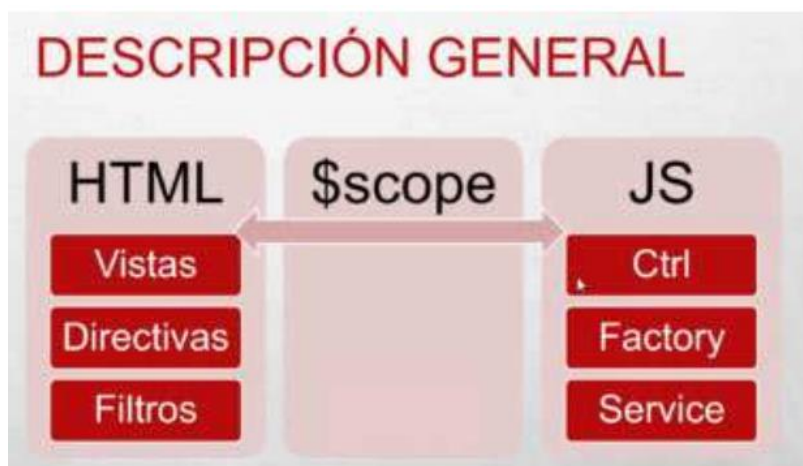 DESCRIPCIÓN GENERAL
HTML
Vistas
Directivas
Filtros
$scope
JS
Ctrl
Factory
Service